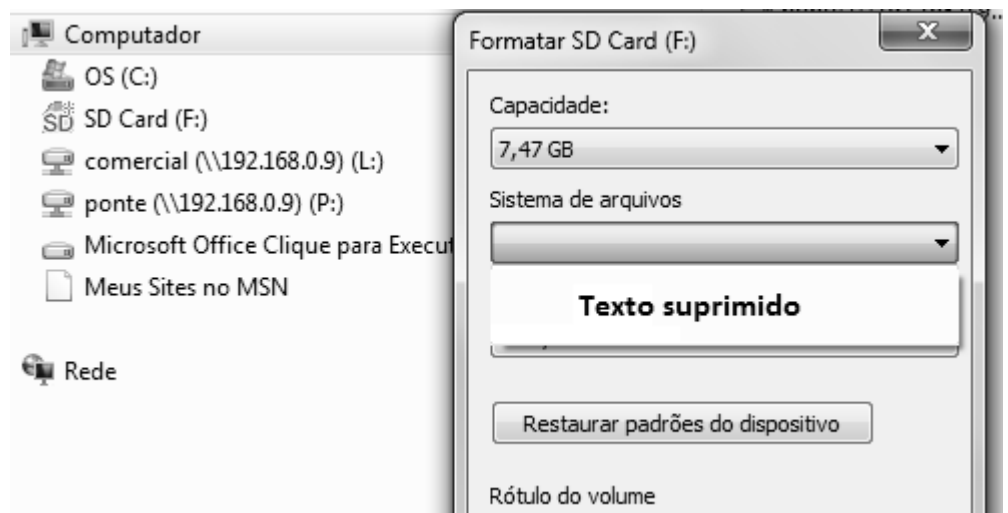 Computador
OS (C:)
SD Card (F:)
comercial (\\192.168.0.9) (L:)
ponte (\\192.168.0.9) (P:)
Microsoft Office Clique para Execut
Meus Sites no MSN
Rede
Formatar SD Card (F:)
Capacidade:
7,47 GB
Sistema de arquivos
Texto suprimido
Restaurar padrões do dispositivo
Rótulo do volume